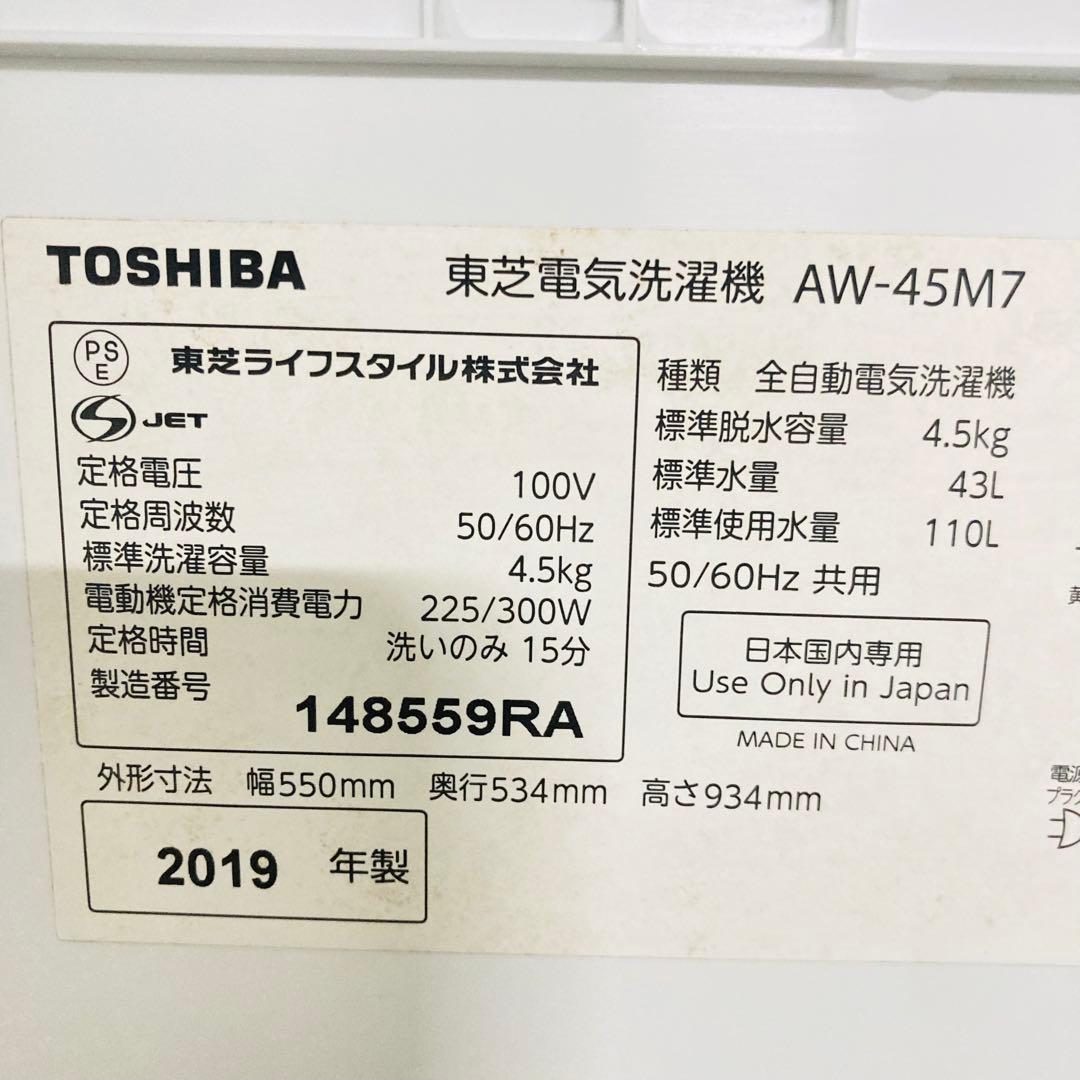 TOSHIBA 東芝電気洗濯機 AW-45M7
PSE 東芝ライフスタイル株式会社
JET
定格電圧 100V
定格周波数 50/60Hz
標準洗濯容量 4.5kg
電動機定格消費電力 225/300W
定格時間 洗いのみ 15分
製造番号 148559RA
種類 全自動電気洗濯機
標準脱水容量 4.5kg
標準水量 43L
標準使用水量 110L
50/60Hz 共用
日本国内専用
Use Only in Japan
MADE IN CHINA
外形寸法 幅550mm 奥行534mm 高さ934mm
2019 年製
電源
プラグ